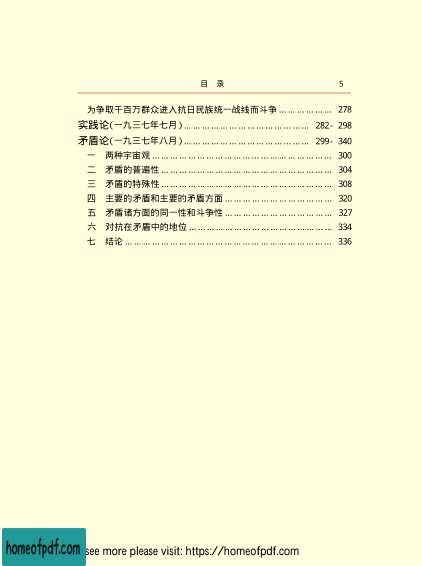 目 录 5
为争取千百万群众进入抗日民族统一战线而斗争 ……………… 278
实践论(一九三七年七月)…………………………………… 282- 298
矛盾论(一九三七年八月)…………………………………… 299- 340
一 两种宇宙观 …………………………………………………… 300
二 矛盾的普遍性 ………………………………………………… 304
三 矛盾的特殊性 ………………………………………………… 308
四 主要的矛盾和主要的矛盾方面 ……………………………… 320
五 矛盾诸方面的同一性和斗争性 ……………………………… 327
六 对抗在矛盾中的地位 ………………………………………… 334
七 结论 …………………………………………………………… 336
homeofpdf.com
see more please visit: https://homeofpdf.com